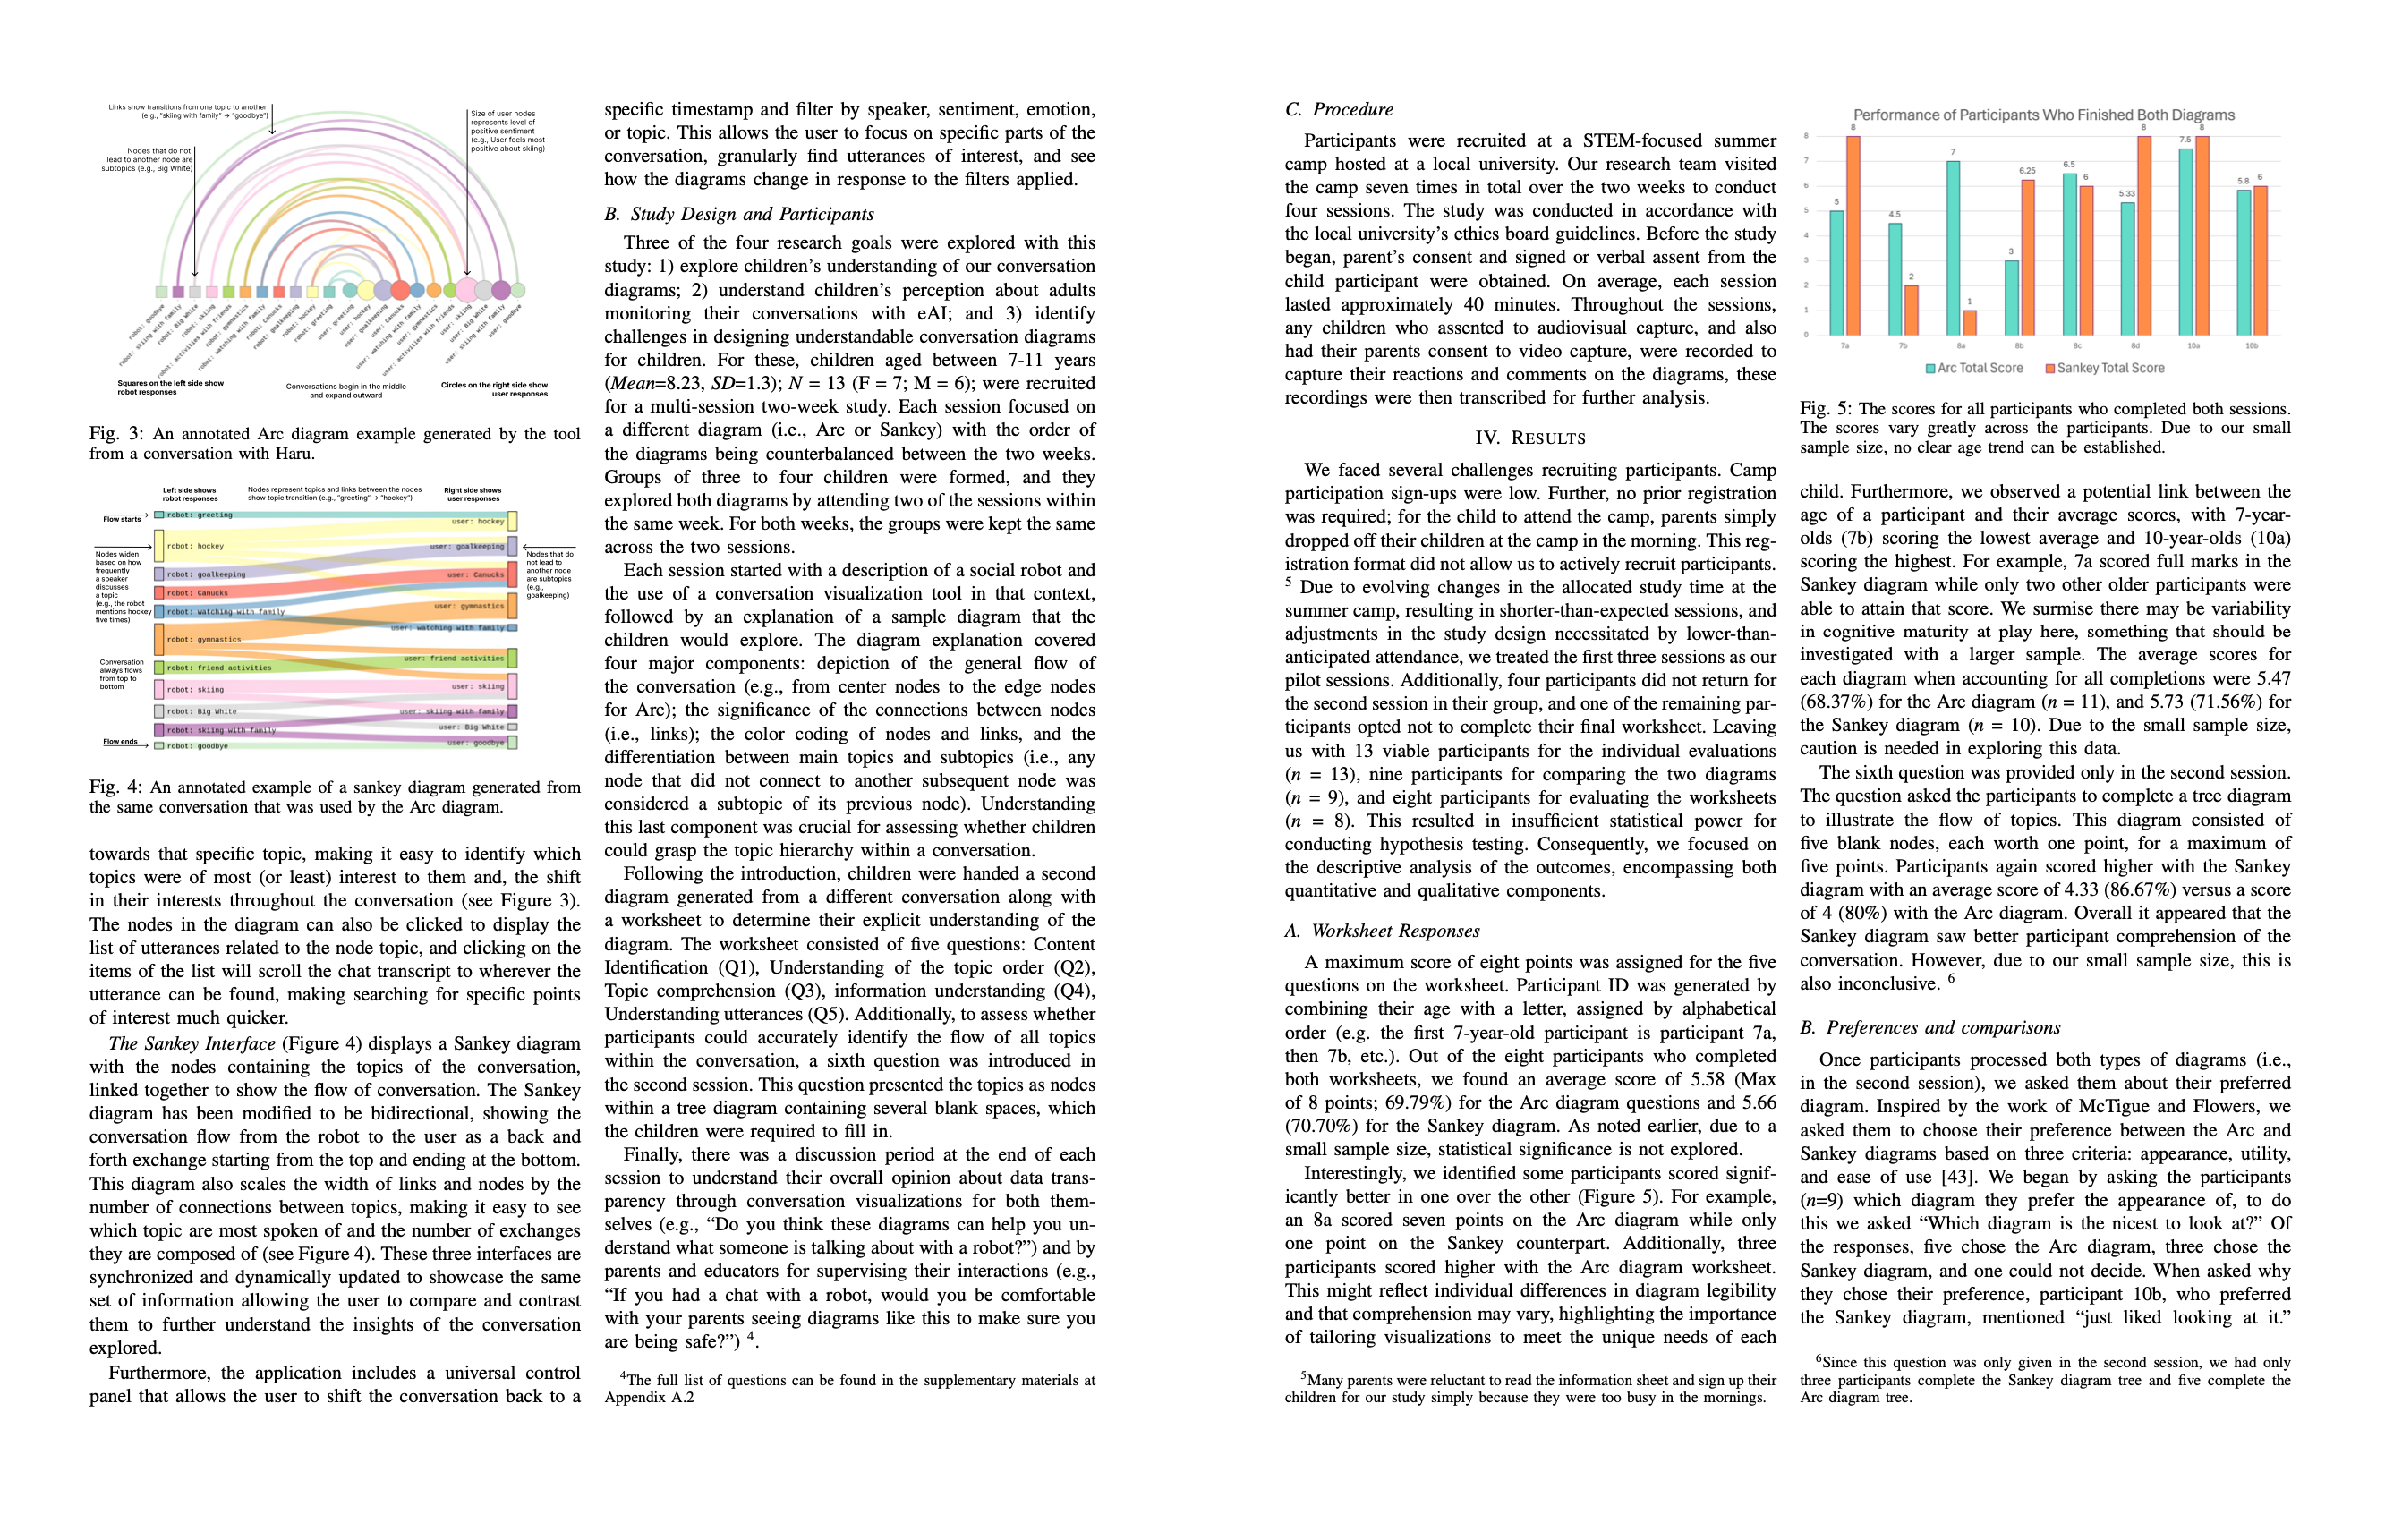 Links show transitions from one topic to another
(e.g., "skiing with family" → "goodbye")
Size of user nodes
represents level of
positive sentiment
(e.g., User feels most
positive about skiing)
Nodes that do not
lead to another node are
subtopics (e.g., Big White)
robot: goodbye
robot: skiing with family
robot: Big White
robot: skiing
robot: activities with friends
robot: gymnastics
robot: watching with family
robot: Canucks
robot: goalkeeping
robot: hockey
robot: greeting
user: greeting
user: hockey
user: goalkeeping
user: Canucks
user: watching with family
user: gymnastics
user: activities with friends
user: skiing
user: Big White
user: skiing with family
user: goodbye
Squares on the left side show
robot responses
Conversations begin in the middle
and expand outward
Circles on the right side show
user responses
Fig. 3: An annotated Arc diagram example generated by the tool
from a conversation with Haru.
Left side shows
robot responses
Nodes represent topics and links between the nodes
show topic transition (e.g., "greeting" → "hockey")
Right side shows
user responses
Flow starts
robot: greeting
user: hockey
robot: hockey
user: goalkeeping
Nodes widen
based on how
frequently
a speaker
discusses
a topic
(e.g., the robot
mentions hockey
five times)
Nodes that do
not lead to
another node
are subtopics
(e.g.,
goalkeeping)
robot: goalkeeping
user: Canucks
robot: Canucks
user: gymnastics
robot: watching with family
user: watching with family
robot: gymnastics
user: friend activities
Conversation
always flows
from top to
bottom
robot: friend activities
user: skiing
robot: skiing
robot: Big White
user: skiing with family
robot: skiing with family
user: Big White
Flow ends
robot: goodbye
user: goodbye
Fig. 4: An annotated example of a sankey diagram generated from
the same conversation that was used by the Arc diagram.
towards that specific topic, making it easy to identify which
topics were of most (or least) interest to them and, the shift
in their interests throughout the conversation (see Figure 3).
The nodes in the diagram can also be clicked to display the
list of utterances related to the node topic, and clicking on the
items of the list will scroll the chat transcript to wherever the
utterance can be found, making searching for specific points
of interest much quicker.
The Sankey Interface (Figure 4) displays a Sankey diagram
with the nodes containing the topics of the conversation,
linked together to show the flow of conversation. The Sankey
diagram has been modified to be bidirectional, showing the
conversation flow from the robot to the user as a back and
forth exchange starting from the top and ending at the bottom.
This diagram also scales the width of links and nodes by the
number of connections between topics, making it easy to see
which topic are most spoken of and the number of exchanges
they are composed of (see Figure 4). These three interfaces are
synchronized and dynamically updated to showcase the same
set of information allowing the user to compare and contrast
them to further understand the insights of the conversation
explored.
Furthermore, the application includes a universal control
panel that allows the user to shift the conversation back to a
specific timestamp and filter by speaker, sentiment, emotion,
or topic. This allows the user to focus on specific parts of the
conversation, granularly find utterances of interest, and see
how the diagrams change in response to the filters applied.
B. Study Design and Participants
Three of the four research goals were explored with this
study: 1) explore children's understanding of our conversation
diagrams; 2) understand children's perception about adults
monitoring their conversations with eAI; and 3) identify
challenges in designing understandable conversation diagrams
for children. For these, children aged between 7-11 years
(Mean=8.23, SD=1.3); N = 13 (F = 7; M = 6); were recruited
for a multi-session two-week study. Each session focused on
a different diagram (i.e., Arc or Sankey) with the order of
the diagrams being counterbalanced between the two weeks.
Groups of three to four children were formed, and they
explored both diagrams by attending two of the sessions within
the same week. For both weeks, the groups were kept the same
across the two sessions.
Each session started with a description of a social robot and
the use of a conversation visualization tool in that context,
followed by an explanation of a sample diagram that the
children would explore. The diagram explanation covered
four major components: depiction of the general flow of
the conversation (e.g., from center nodes to the edge nodes
for Arc); the significance of the connections between nodes
(i.e., links); the color coding of nodes and links, and the
differentiation between main topics and subtopics (i.e., any
node that did not connect to another subsequent node was
considered a subtopic of its previous node). Understanding
this last component was crucial for assessing whether children
could grasp the topic hierarchy within a conversation.
Following the introduction, children were handed a second
diagram generated from a different conversation along with
a worksheet to determine their explicit understanding of the
diagram. The worksheet consisted of five questions: Content
Identification (Q1), Understanding of the topic order (Q2),
Topic comprehension (Q3), information understanding (Q4),
Understanding utterances (Q5). Additionally, to assess whether
participants could accurately identify the flow of all topics
within the conversation, a sixth question was introduced in
the second session. This question presented the topics as nodes
within a tree diagram containing several blank spaces, which
the children were required to fill in.
Finally, there was a discussion period at the end of each
session to understand their overall opinion about data trans-
parency through conversation visualizations for both them-
selves (e.g., "Do you think these diagrams can help you un-
derstand what someone is talking about with a robot?") and by
parents and educators for supervising their interactions (e.g.,
"If you had a chat with a robot, would you be comfortable
with your parents seeing diagrams like this to make sure you
are being safe?") 4.
4The full list of questions can be found in the supplementary materials at
Appendix A.2
C. Procedure
Participants were recruited at a STEM-focused summer
camp hosted at a local university. Our research team visited
the camp seven times in total over the two weeks to conduct
four sessions. The study was conducted in accordance with
the local university's ethics board guidelines. Before the study
began, parent's consent and signed or verbal assent from the
child participant were obtained. On average, each session
lasted approximately 40 minutes. Throughout the sessions,
any children who assented to audiovisual capture, and also
had their parents consent to video capture, were recorded to
capture their reactions and comments on the diagrams, these
recordings were then transcribed for further analysis.
IV. RESULTS
We faced several challenges recruiting participants. Camp
participation sign-ups were low. Further, no prior registration
was required; for the child to attend the camp, parents simply
dropped off their children at the camp in the morning. This reg-
istration format did not allow us to actively recruit participants.
5 Due to evolving changes in the allocated study time at the
summer camp, resulting in shorter-than-expected sessions, and
adjustments in the study design necessitated by lower-than-
anticipated attendance, we treated the first three sessions as our
pilot sessions. Additionally, four participants did not return for
the second session in their group, and one of the remaining par-
ticipants opted not to complete their final worksheet. Leaving
us with 13 viable participants for the individual evaluations
(n = 13), nine participants for comparing the two diagrams
(n = 9), and eight participants for evaluating the worksheets
(n = 8). This resulted in insufficient statistical power for
conducting hypothesis testing. Consequently, we focused on
the descriptive analysis of the outcomes, encompassing both
quantitative and qualitative components.
A. Worksheet Responses
A maximum score of eight points was assigned for the five
questions on the worksheet. Participant ID was generated by
combining their age with a letter, assigned by alphabetical
order (e.g. the first 7-year-old participant is participant 7a,
then 7b, etc.). Out of the eight participants who completed
both worksheets, we found an average score of 5.58 (Max
of 8 points; 69.79%) for the Arc diagram questions and 5.66
(70.70%) for the Sankey diagram. As noted earlier, due to a
small sample size, statistical significance is not explored.
Interestingly, we identified some participants scored signif-
icantly better in one over the other (Figure 5). For example,
an 8a scored seven points on the Arc diagram while only
one point on the Sankey counterpart. Additionally, three
participants scored higher with the Arc diagram worksheet.
This might reflect individual differences in diagram legibility
and that comprehension may vary, highlighting the importance
of tailoring visualizations to meet the unique needs of each
5Many parents were reluctant to read the information sheet and sign up their
children for our study simply because they were too busy in the mornings.
Performance of Participants Who Finished Both Diagrams
8
7
6
5
4
3
2
1
0
5 8
4.5 2
7 1
3 6.25
6.5 6
5.33 8
7.5 8
5.8 6
7a 7b 8a 8b 8c 8d 10a 10b
Arc Total Score Sankey Total Score
Fig. 5: The scores for all participants who completed both sessions.
The scores vary greatly across the participants. Due to our small
sample size, no clear age trend can be established.
child. Furthermore, we observed a potential link between the
age of a participant and their average scores, with 7-year-
olds (7b) scoring the lowest average and 10-year-olds (10a)
scoring the highest. For example, 7a scored full marks in the
Sankey diagram while only two other older participants were
able to attain that score. We surmise there may be variability
in cognitive maturity at play here, something that should be
investigated with a larger sample. The average scores for
each diagram when accounting for all completions were 5.47
(68.37%) for the Arc diagram (n = 11), and 5.73 (71.56%) for
the Sankey diagram (n = 10). Due to the small sample size,
caution is needed in exploring this data.
The sixth question was provided only in the second session.
The question asked the participants to complete a tree diagram
to illustrate the flow of topics. This diagram consisted of
five blank nodes, each worth one point, for a maximum of
five points. Participants again scored higher with the Sankey
diagram with an average score of 4.33 (86.67%) versus a score
of 4 (80%) with the Arc diagram. Overall it appeared that the
Sankey diagram saw better participant comprehension of the
conversation. However, due to our small sample size, this is
also inconclusive. 6
B. Preferences and comparisons
Once participants processed both types of diagrams (i.e.,
in the second session), we asked them about their preferred
diagram. Inspired by the work of McTigue and Flowers, we
asked them to choose their preference between the Arc and
Sankey diagrams based on three criteria: appearance, utility,
and ease of use [43]. We began by asking the participants
(n=9) which diagram they prefer the appearance of, to do
this we asked "Which diagram is the nicest to look at?" Of
the responses, five chose the Arc diagram, three chose the
Sankey diagram, and one could not decide. When asked why
they chose their preference, participant 10b, who preferred
the Sankey diagram, mentioned "just liked looking at it."
6Since this question was only given in the second session, we had only
three participants complete the Sankey diagram tree and five complete the
Arc diagram tree.